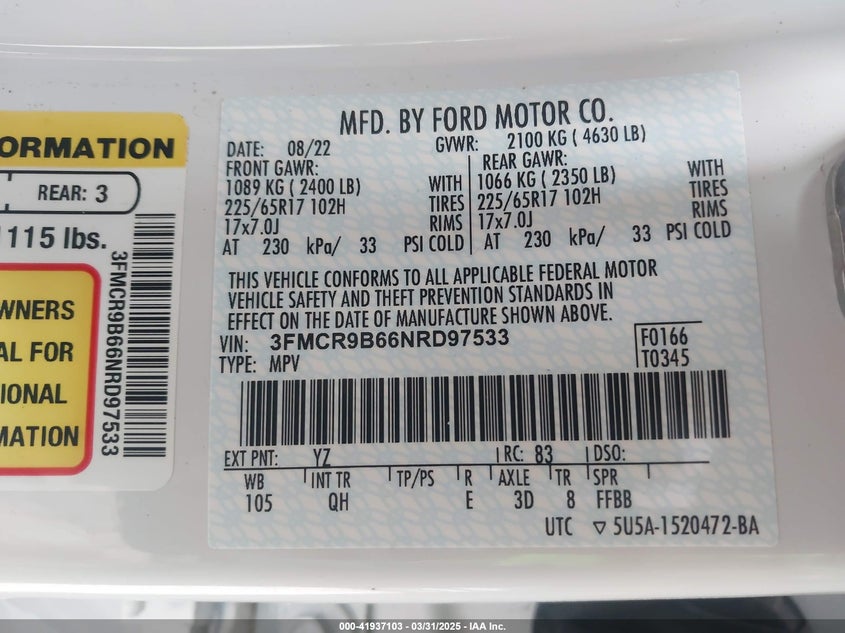 ORMATION
REAR: 3
1115 lbs.
WNERS
AL FOR
IONAL
MATION
3FMCR9B66NRD97533
MFD. BY FORD MOTOR CO.
DATE: 08/22 GVWR: 2100 KG ( 4630 LB)
FRONT GAWR: REAR GAWR:
1089 KG ( 2400 LB) WITH 1066 KG ( 2350 LB) WITH
225/65R17 102H TIRES 225/65R17 102H TIRES
17x7.0J RIMS 17x7.0J RIMS
AT 230 kPa/ 33 PSI COLD AT 230 kPa/ 33 PSI COLD
THIS VEHICLE CONFORMS TO ALL APPLICABLE FEDERAL MOTOR
VEHICLE SAFETY AND THEFT PREVENTION STANDARDS IN
EFFECT ON THE DATE OF MANUFACTURE SHOWN ABOVE.
VIN: 3FMCR9B66NRD97533 F0166
TYPE: MPV T0345
EXT PNT: YZ RC: 83 DSO:
WB INT TR TP/PS R AXLE TR SPR
105 QH E 3D 8 FFBB
UTC ▽ 5U5A-1520472-BA
000-41937103 - 03/31/2025 - IAA Inc.